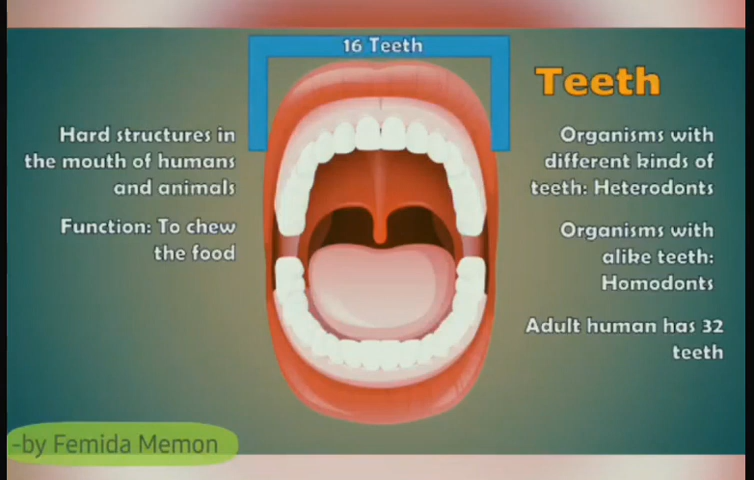 16 Teeth
Teeth
Hard structures in
the mouth of humans
and animals
Function: To chew
the food
Organisms with
different kinds of
teeth: Heterodonts
Organisms with
alike teeth:
Homodonts
Adult human has 32
teeth
-by Femida Memon